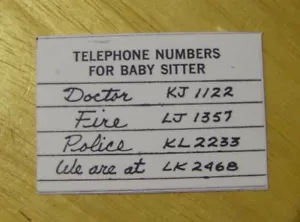 TELEPHONE NUMBERS
FOR BABY SITTER
Doctor KJ 1122
Fire LJ 1357
Police KL 2233
We are at LK 2468